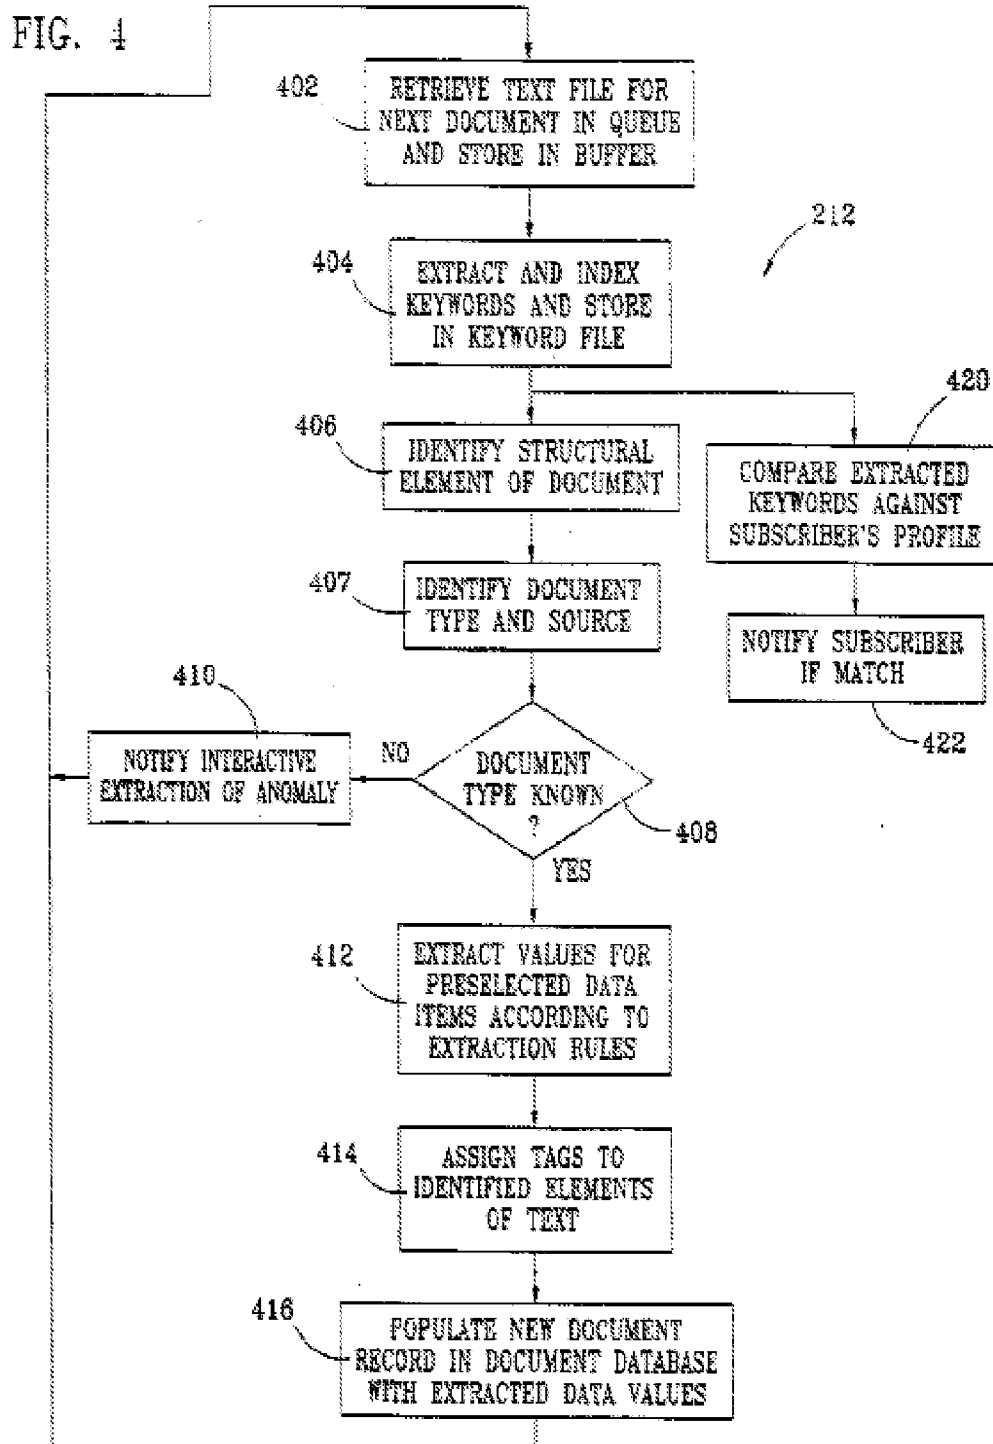 FIG. 4
402
RETRIEVE TEXT FILE FOR
NEXT DOCUMENT IN QUEUE
AND STORE IN BUFFER
212
404
EXTRACT AND INDEX
KEYWORDS AND STORE
IN KEYWORD FILE
420
406
IDENTIFY STRUCTURAL
ELEMENT OF DOCUMENT
COMPARE EXTRACTED
KEYWORDS AGAINST
SUBSCRIBER'S PROFILE
407
IDENTIFY DOCUMENT
TYPE AND SOURCE
NOTIFY SUBSCRIBER
IF MATCH
422
410
NOTIFY INTERACTIVE
EXTRACTION OF ANOMALY
NO
DOCUMENT
TYPE KNOWN
?
408
YES
412
EXTRACT VALUES FOR
PRESELECTED DATA
ITEMS ACCORDING TO
EXTRACTION RULES
414
ASSIGN TAGS TO
IDENTIFIED ELEMENTS
OF TEXT
416
POPULATE NEW DOCUMENT
RECORD IN DOCUMENT DATABASE
WITH EXTRACTED DATA VALUES